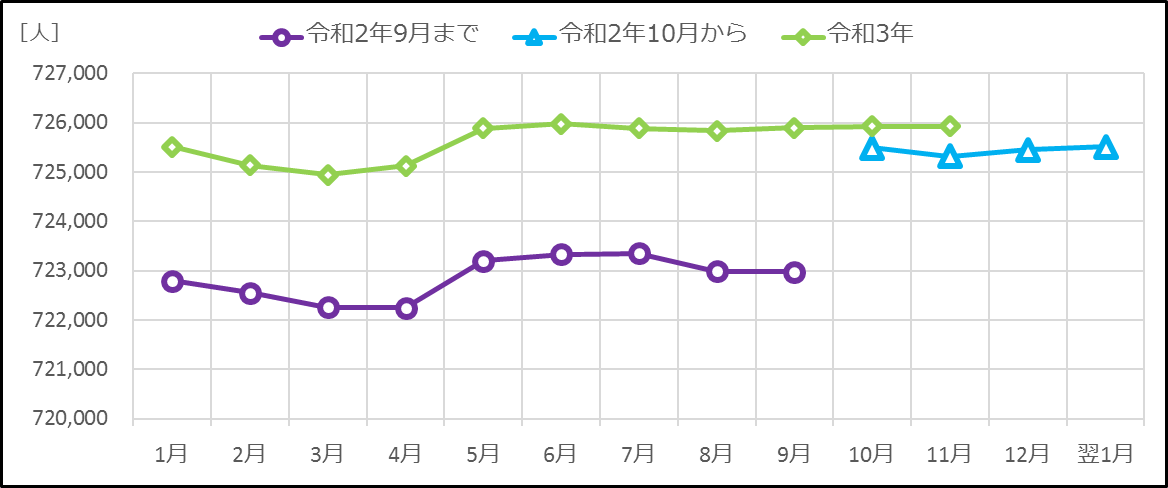 [人]
令和2年9月まで 令和2年10月から 令和3年
727,000
726,000
725,000
724,000
723,000
722,000
721,000
720,000
1月 2月 3月 4月 5月 6月 7月 8月 9月 10月 11月 12月 翌1月